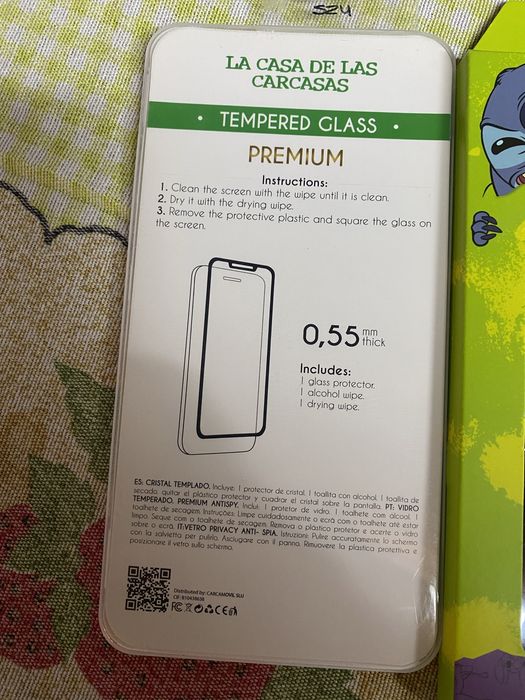 SZY
LA CASA DE LAS
CARCASAS
• TEMPERED GLASS •
PREMIUM
Instructions:
1. Clean the screen with the wipe until it is clean.
2. Dry it with the drying wipe.
3. Remove the protective plastic and square the glass on
the screen.
0,55 mm
thick
Includes:
1 glass protector.
1 alcohol wipe.
1 drying wipe.
ES: CRISTAL TEMPLADO. Incluye: 1 protector de cristal. 1 toallita con alcohol. 1 toallita de
secado. quitar el plástico protector y cuadrar el cristal sobre la pantalla. PT: VIDRO
TEMPERADO. PREMIUM ANTISPY. Inclui: 1 protetor de vidro. 1 toalhete com álcool. 1
toalhete de secagem. Instruções: Limpe cuidadosamente o ecrã com o toalhete até estar
limpo. Seque com o toalhete de secagem. Remova o plástico protetor e acerte o vidro
sobre o ecrã. IT:VETRO PRIVACY ANTI- SPIA. Istruzioni: Pulire accuratamente lo schermo
con la salvietta per pulirlo. Asciugare con il panno. Rimuovere la plastica protettiva e
posizionare il vetro sullo schermo.
Distributed by: CARCAMOVIL SLU
CIF: B10438638
FC CE